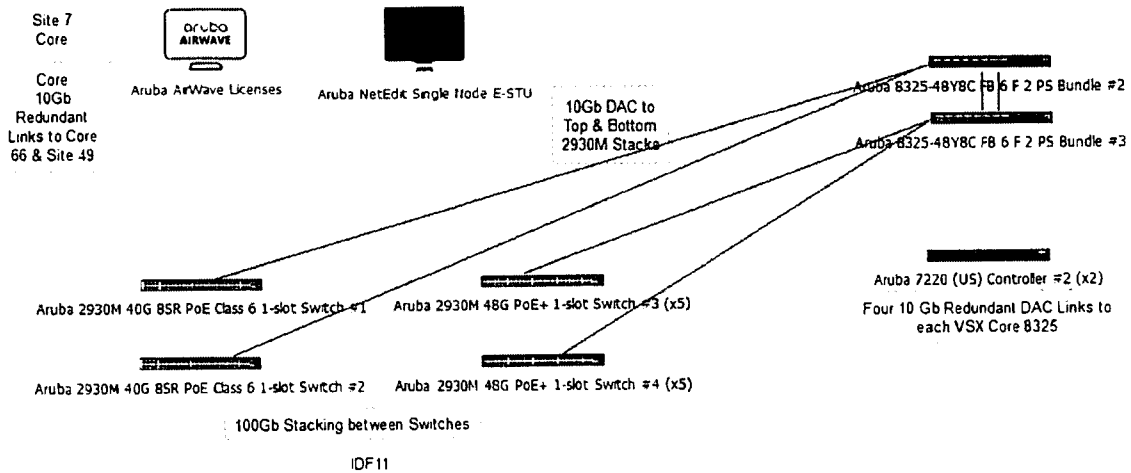 Site 7
Core
aruba
AIRWAVE
Aruba AirWave Licenses
Aruba NetEdit Single Node E-STU
Core
10Gb
Redundant
Links to Core
66 & Site 49
10Gb DAC to
Top & Bottom
2930M Stacks
Aruba 8325-48Y8C FB 6 F 2 PS Bundle #2
Aruba 8325-48Y8C FB 6 F 2 PS Bundle #3
Aruba 7220 (US) Controller #2 (x2)
Four 10 Gb Redundant DAC Links to
each VSX Core 8325
Aruba 2930M 40G 8SR PoE Class 6 1-slot Switch #1
Aruba 2930M 48G PoE+ 1-slot Switch #3 (x5)
Aruba 2930M 40G 8SR PoE Class 6 1-slot Switch #2
Aruba 2930M 48G PoE+ 1-slot Switch #4 (x5)
100Gb Stacking between Switches
IDF11